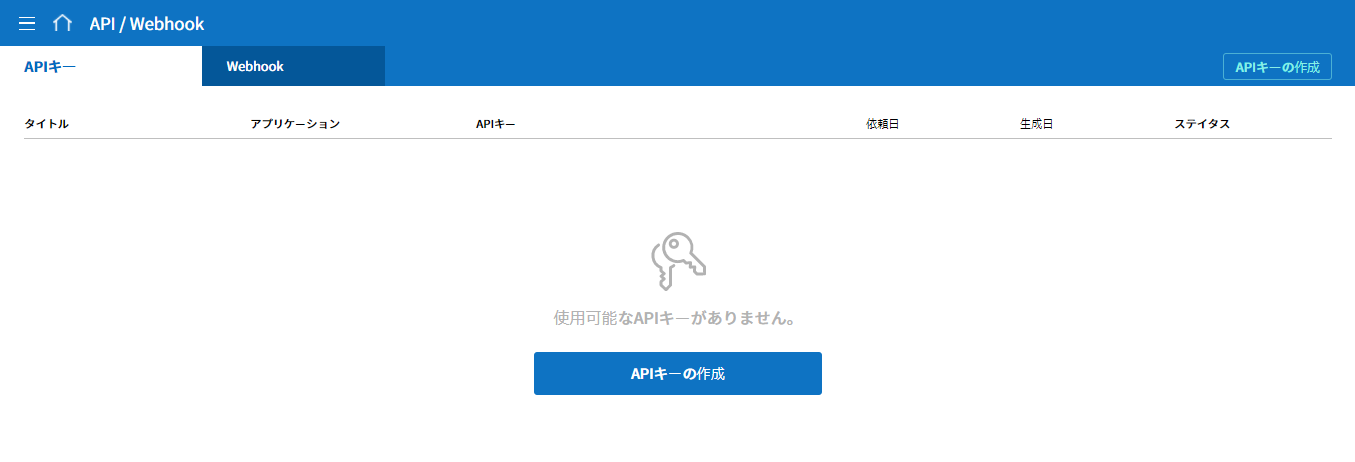 API / Webhook
APIキー
Webhook
APIキーの作成
タイトル アプリケーション APIキー 依頼日 生成日 ステイタス
使用可能なAPIキーがありません。
APIキーの作成